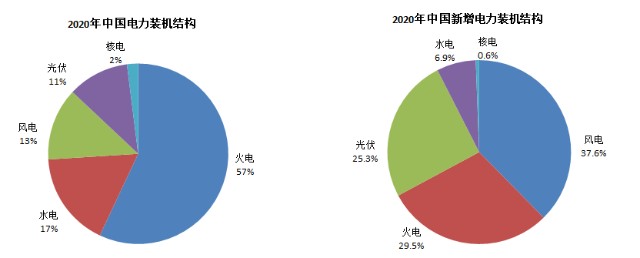 2020年中国电力装机结构
核电
2%
光伏
11%
风电
13%
水电
17%
火电
57%
2020年中国新增电力装机结构
核电
0.6%
水电
6.9%
光伏
25.3%
火电
29.5%
风电
37.6%